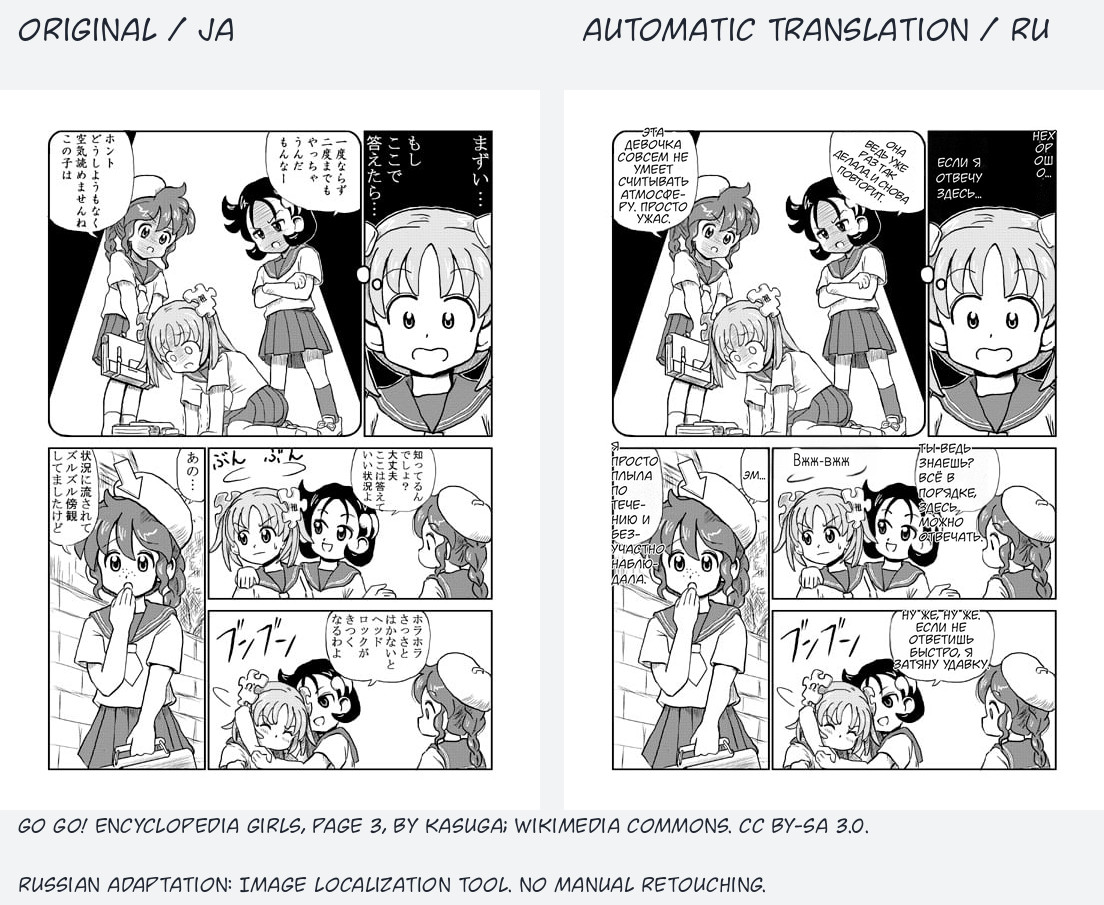 ORIGINAL / JA
AUTOMATIC TRANSLATION / RU
まずい…
もし
ここで
答えたら…
一度ならず
二度までも
やっちゃ
うんだ
もんなー
ホント
どうしようもなく
空気読めませんね
この子は
知ってるん
でしょ？
大丈夫
ここは答えて
いい状況よ
ぶん ぶん
あの…
状況に流されて
ズルズル傍観
してましたけど
ホラホラ
さっさと
はかないと
ヘッド
ロックが
きつく
なるわよ
ブンブン
ЭТА
ДЕВОЧКА
СОВСЕМ НЕ
УМЕЕТ
СЧИТЫВАТЬ
АТМОСФЕ-
РУ. ПРОСТО
УЖАС.
ОНА
ВЕДЬ УЖЕ
РАЗ ТАК
ДЕЛАЛА И СНОВА
ПОВТОРИТ.
ЕСЛИ Я
ОТВЕЧУ
ЗДЕСЬ...
НЕХ
ОР
ОШ
О...
Я
ПРОСТО
ПЛЫЛА
ПО
ТЕЧЕ-
НИЮ И
БЕЗ-
УЧАСТНО
НАБЛЮ-
ДАЛА.
ЭМ...
Вжж-вжж
ТЫ ВЕДЬ
ЗНАЕШЬ?
ВСЁ В
ПОРЯДКЕ,
ЗДЕСЬ
МОЖНО
ОТВЕЧАТЬ.
ブンブン
НУ ЖЕ, НУ ЖЕ.
ЕСЛИ НЕ
ОТВЕТИШЬ
БЫСТРО, Я
ЗАТЯНУ УДАВКУ.
GO GO! ENCYCLOPEDIA GIRLS, PAGE 3, BY KASUGA; WIKIMEDIA COMMONS. CC BY-SA 3.0.
RUSSIAN ADAPTATION: IMAGE LOCALIZATION TOOL. NO MANUAL RETOUCHING.